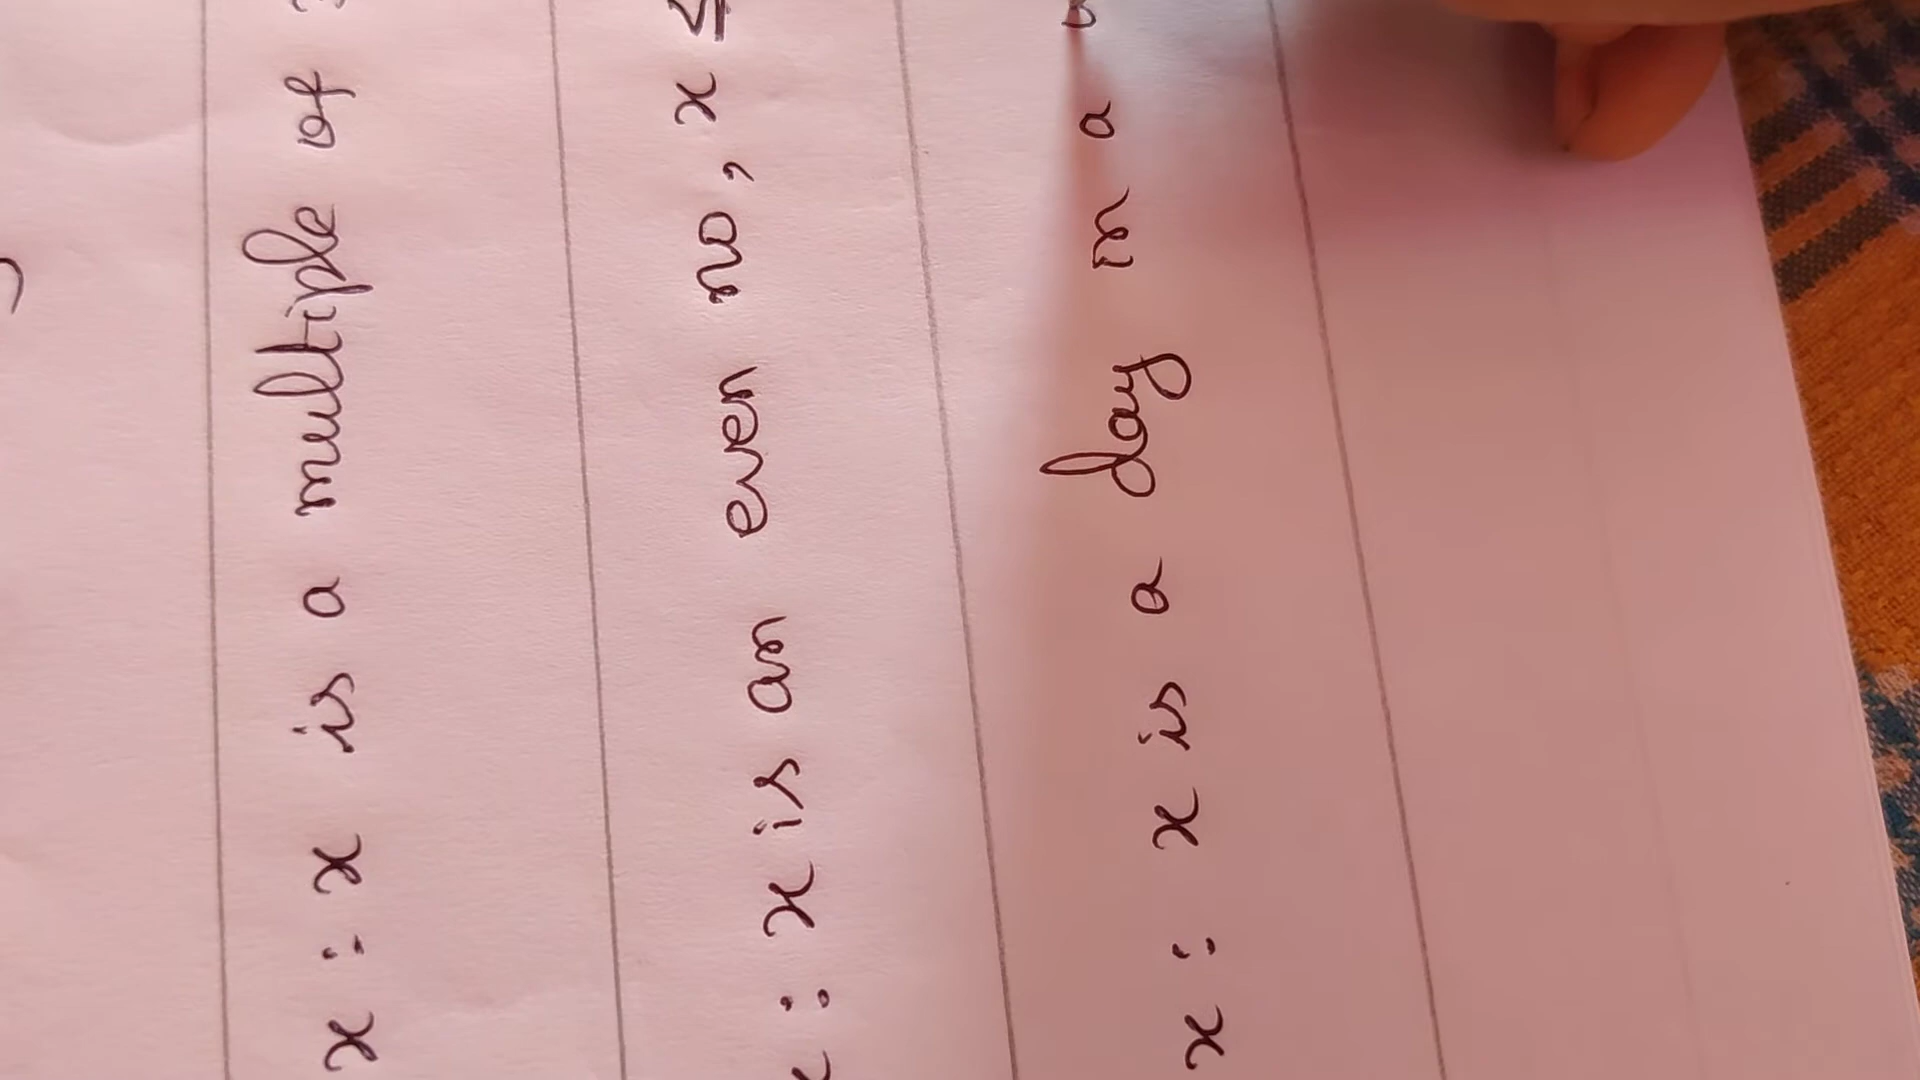 x : x is a multiple of
x : x is an even no, x ≤
x : x is a day in a